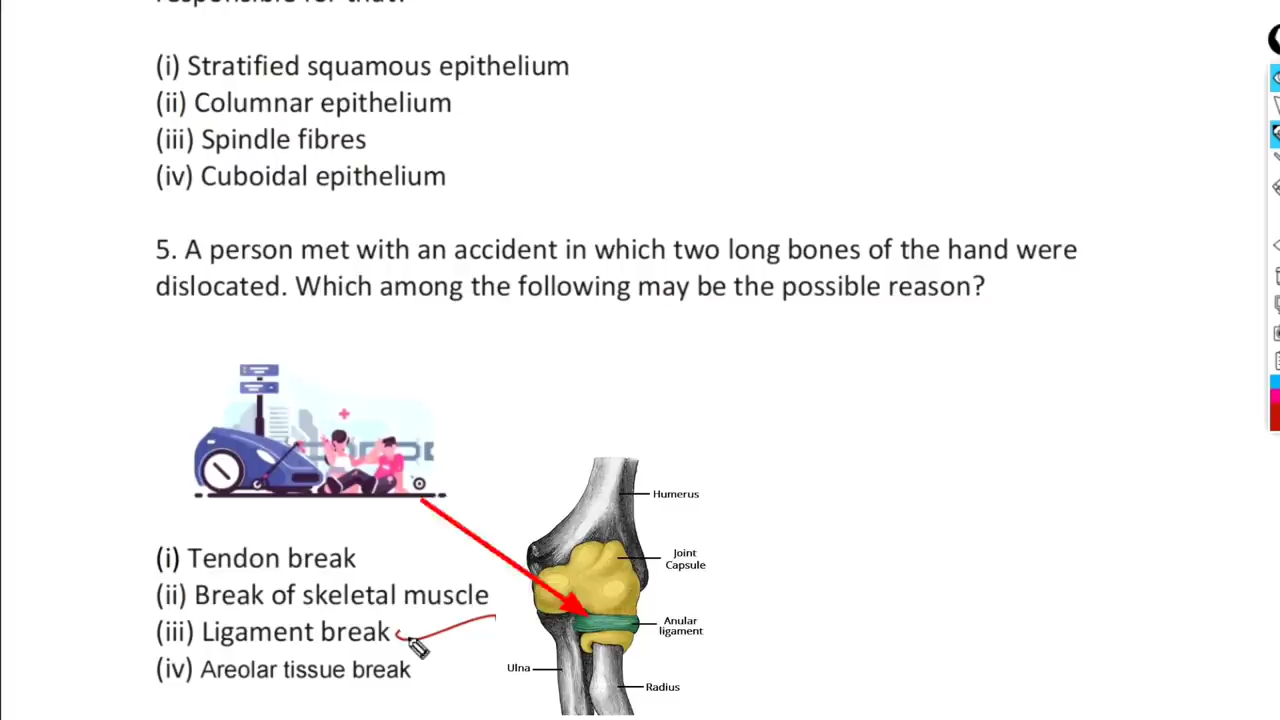 responsible for that?
(i) Stratified squamous epithelium
(ii) Columnar epithelium
(iii) Spindle fibres
(iv) Cuboidal epithelium
5. A person met with an accident in which two long bones of the hand were
dislocated. Which among the following may be the possible reason?
(i) Tendon break
(ii) Break of skeletal muscle
(iii) Ligament break
(iv) Areolar tissue break
Humerus
Joint
Capsule
Anular
ligament
Ulna
Radius